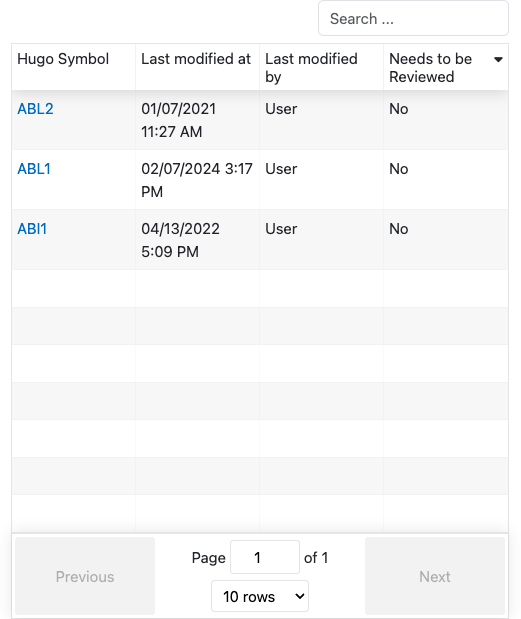 Search ...
Hugo Symbol Last modified at Last modified by Needs to be Reviewed
ABL2 01/07/2021 11:27 AM User No
ABL1 02/07/2024 3:17 PM User No
ABI1 04/13/2022 5:09 PM User No
Previous Page 1 of 1 Next
10 rows